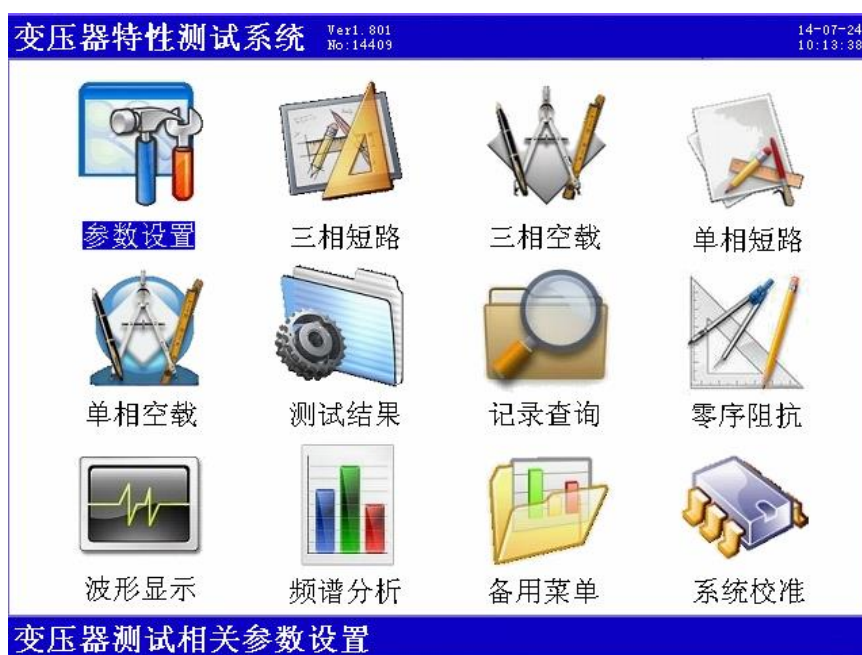 变压器特性测试系统 Ver1.801 14-07-24
No:14409 10:13:38
参数设置 三相短路 三相空载 单相短路
单相空载 测试结果 记录查询 零序阻抗
波形显示 频谱分析 备用菜单 系统校准
变压器测试相关参数设置